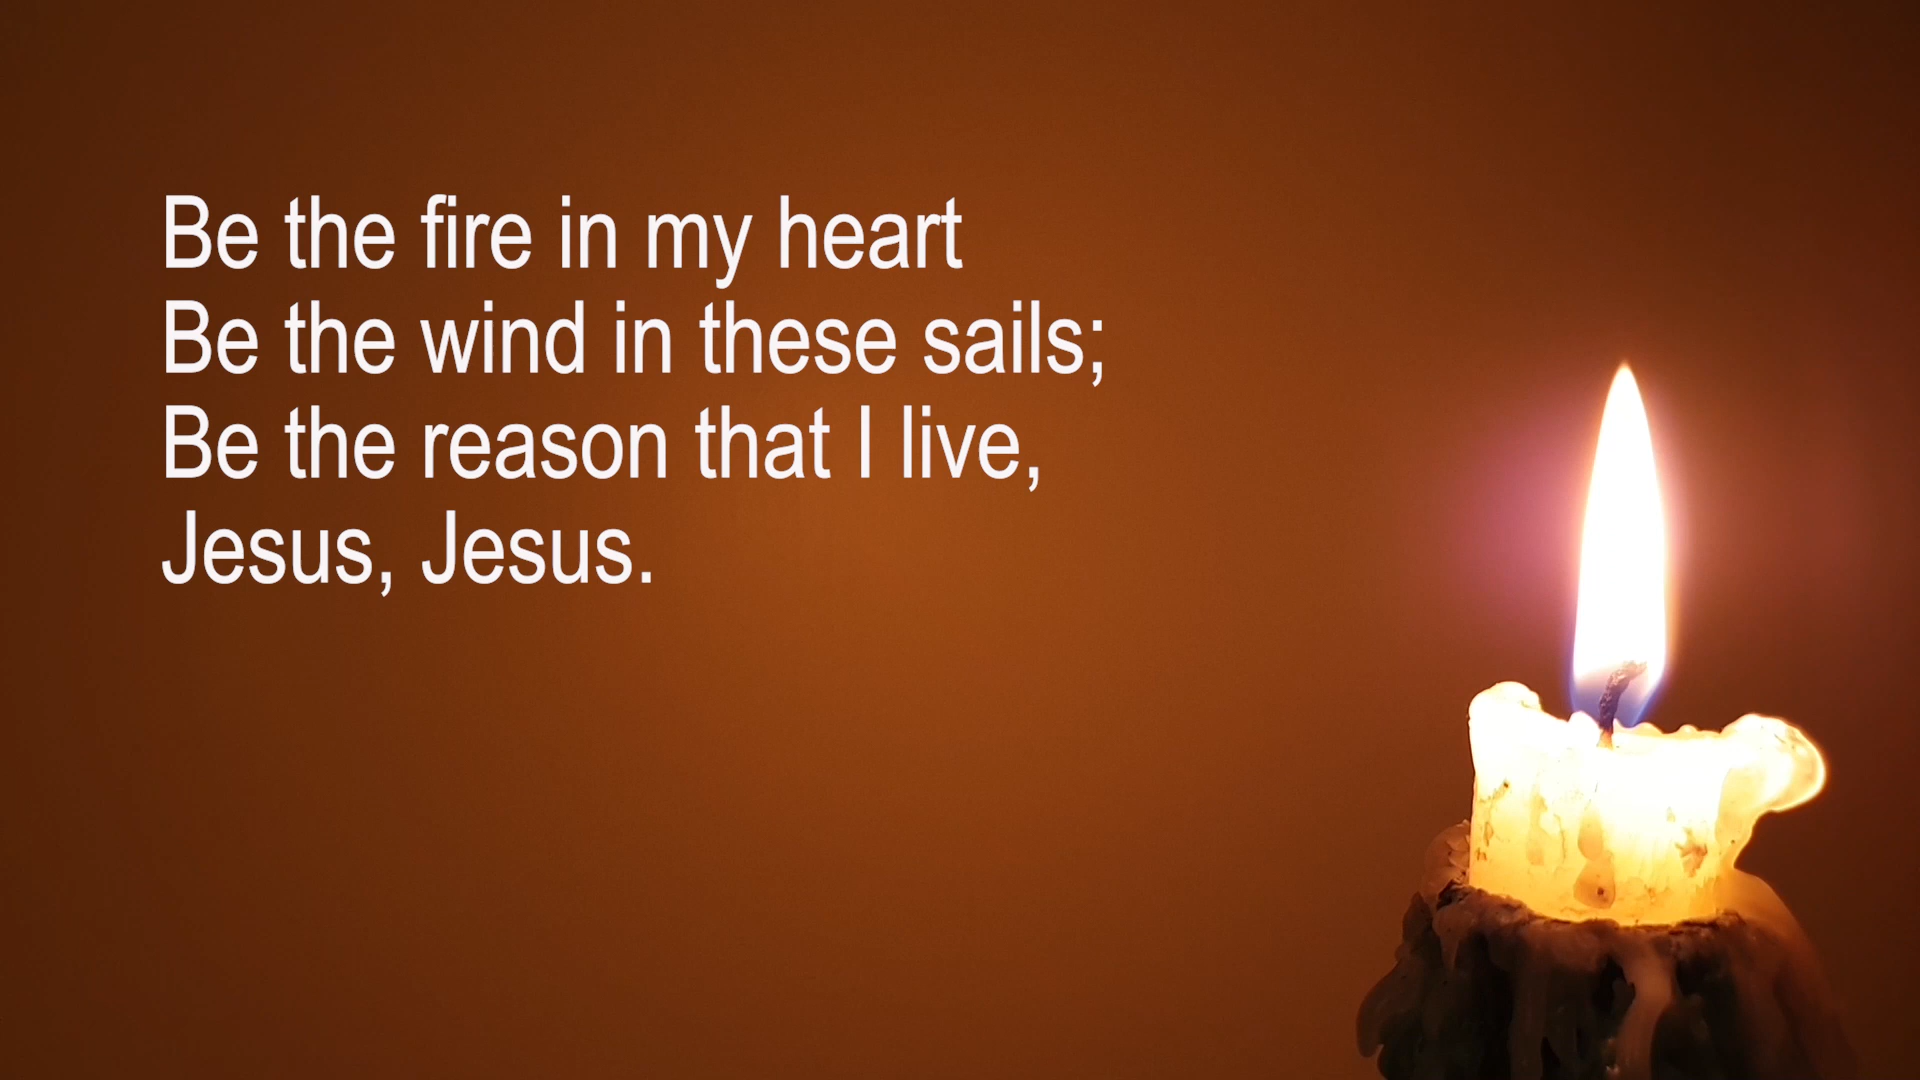 Be the fire in my heart
Be the wind in these sails;
Be the reason that I live,
Jesus, Jesus.